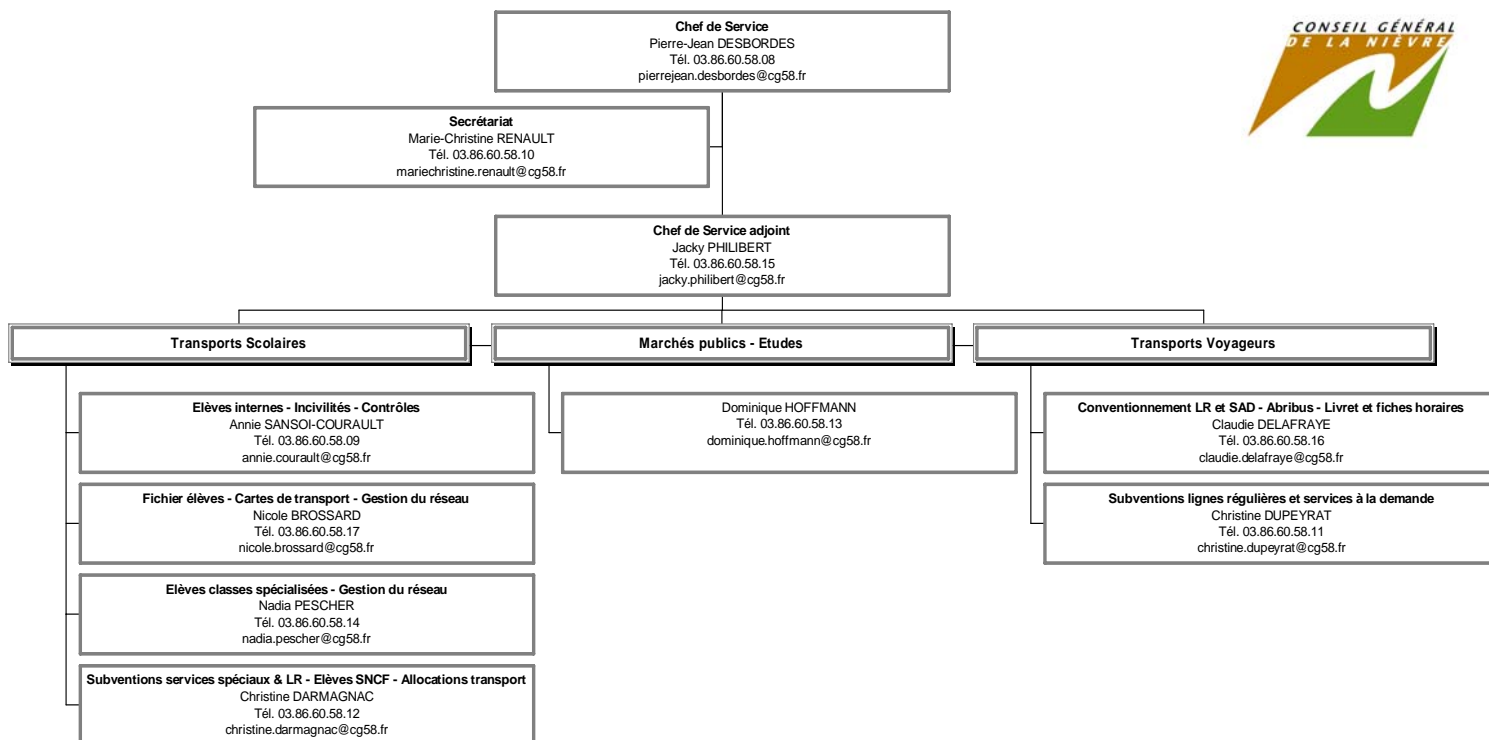 Chef de Service
Pierre-Jean DESBORDES
Tél. 03.86.60.58.08
pierrejean.desbordes@cg58.fr
CONSEIL GÉNÉRAL
DE LA NIÈVRE
Secrétariat
Marie-Christine RENAULT
Tél. 03.86.60.58.10
mariechristine.renault@cg58.fr
Chef de Service adjoint
Jacky PHILIBERT
Tél. 03.86.60.58.15
jacky.philibert@cg58.fr
Transports Scolaires
Marchés publics - Etudes
Transports Voyageurs
Elèves internes - Incivilités - Contrôles
Annie SANSOI-COURAULT
Tél. 03.86.60.58.09
annie.courault@cg58.fr
Fichier élèves - Cartes de transport - Gestion du réseau
Nicole BROSSARD
Tél. 03.86.60.58.17
nicole.brossard@cg58.fr
Elèves classes spécialisées - Gestion du réseau
Nadia PESCHER
Tél. 03.86.60.58.14
nadia.pescher@cg58.fr
Subventions services spéciaux & LR - Elèves SNCF - Allocations transport
Christine DARMAGNAC
Tél. 03.86.60.58.12
christine.darmagnac@cg58.fr
Dominique HOFFMANN
Tél. 03.86.60.58.13
dominique.hoffmann@cg58.fr
Conventionnement LR et SAD - Abribus - Livret et fiches horaires
Claudie DELAFRAYE
Tél. 03.86.60.58.16
claudie.delafraye@cg58.fr
Subventions lignes régulières et services à la demande
Christine DUPEYRAT
Tél. 03.86.60.58.11
christine.dupeyrat@cg58.fr